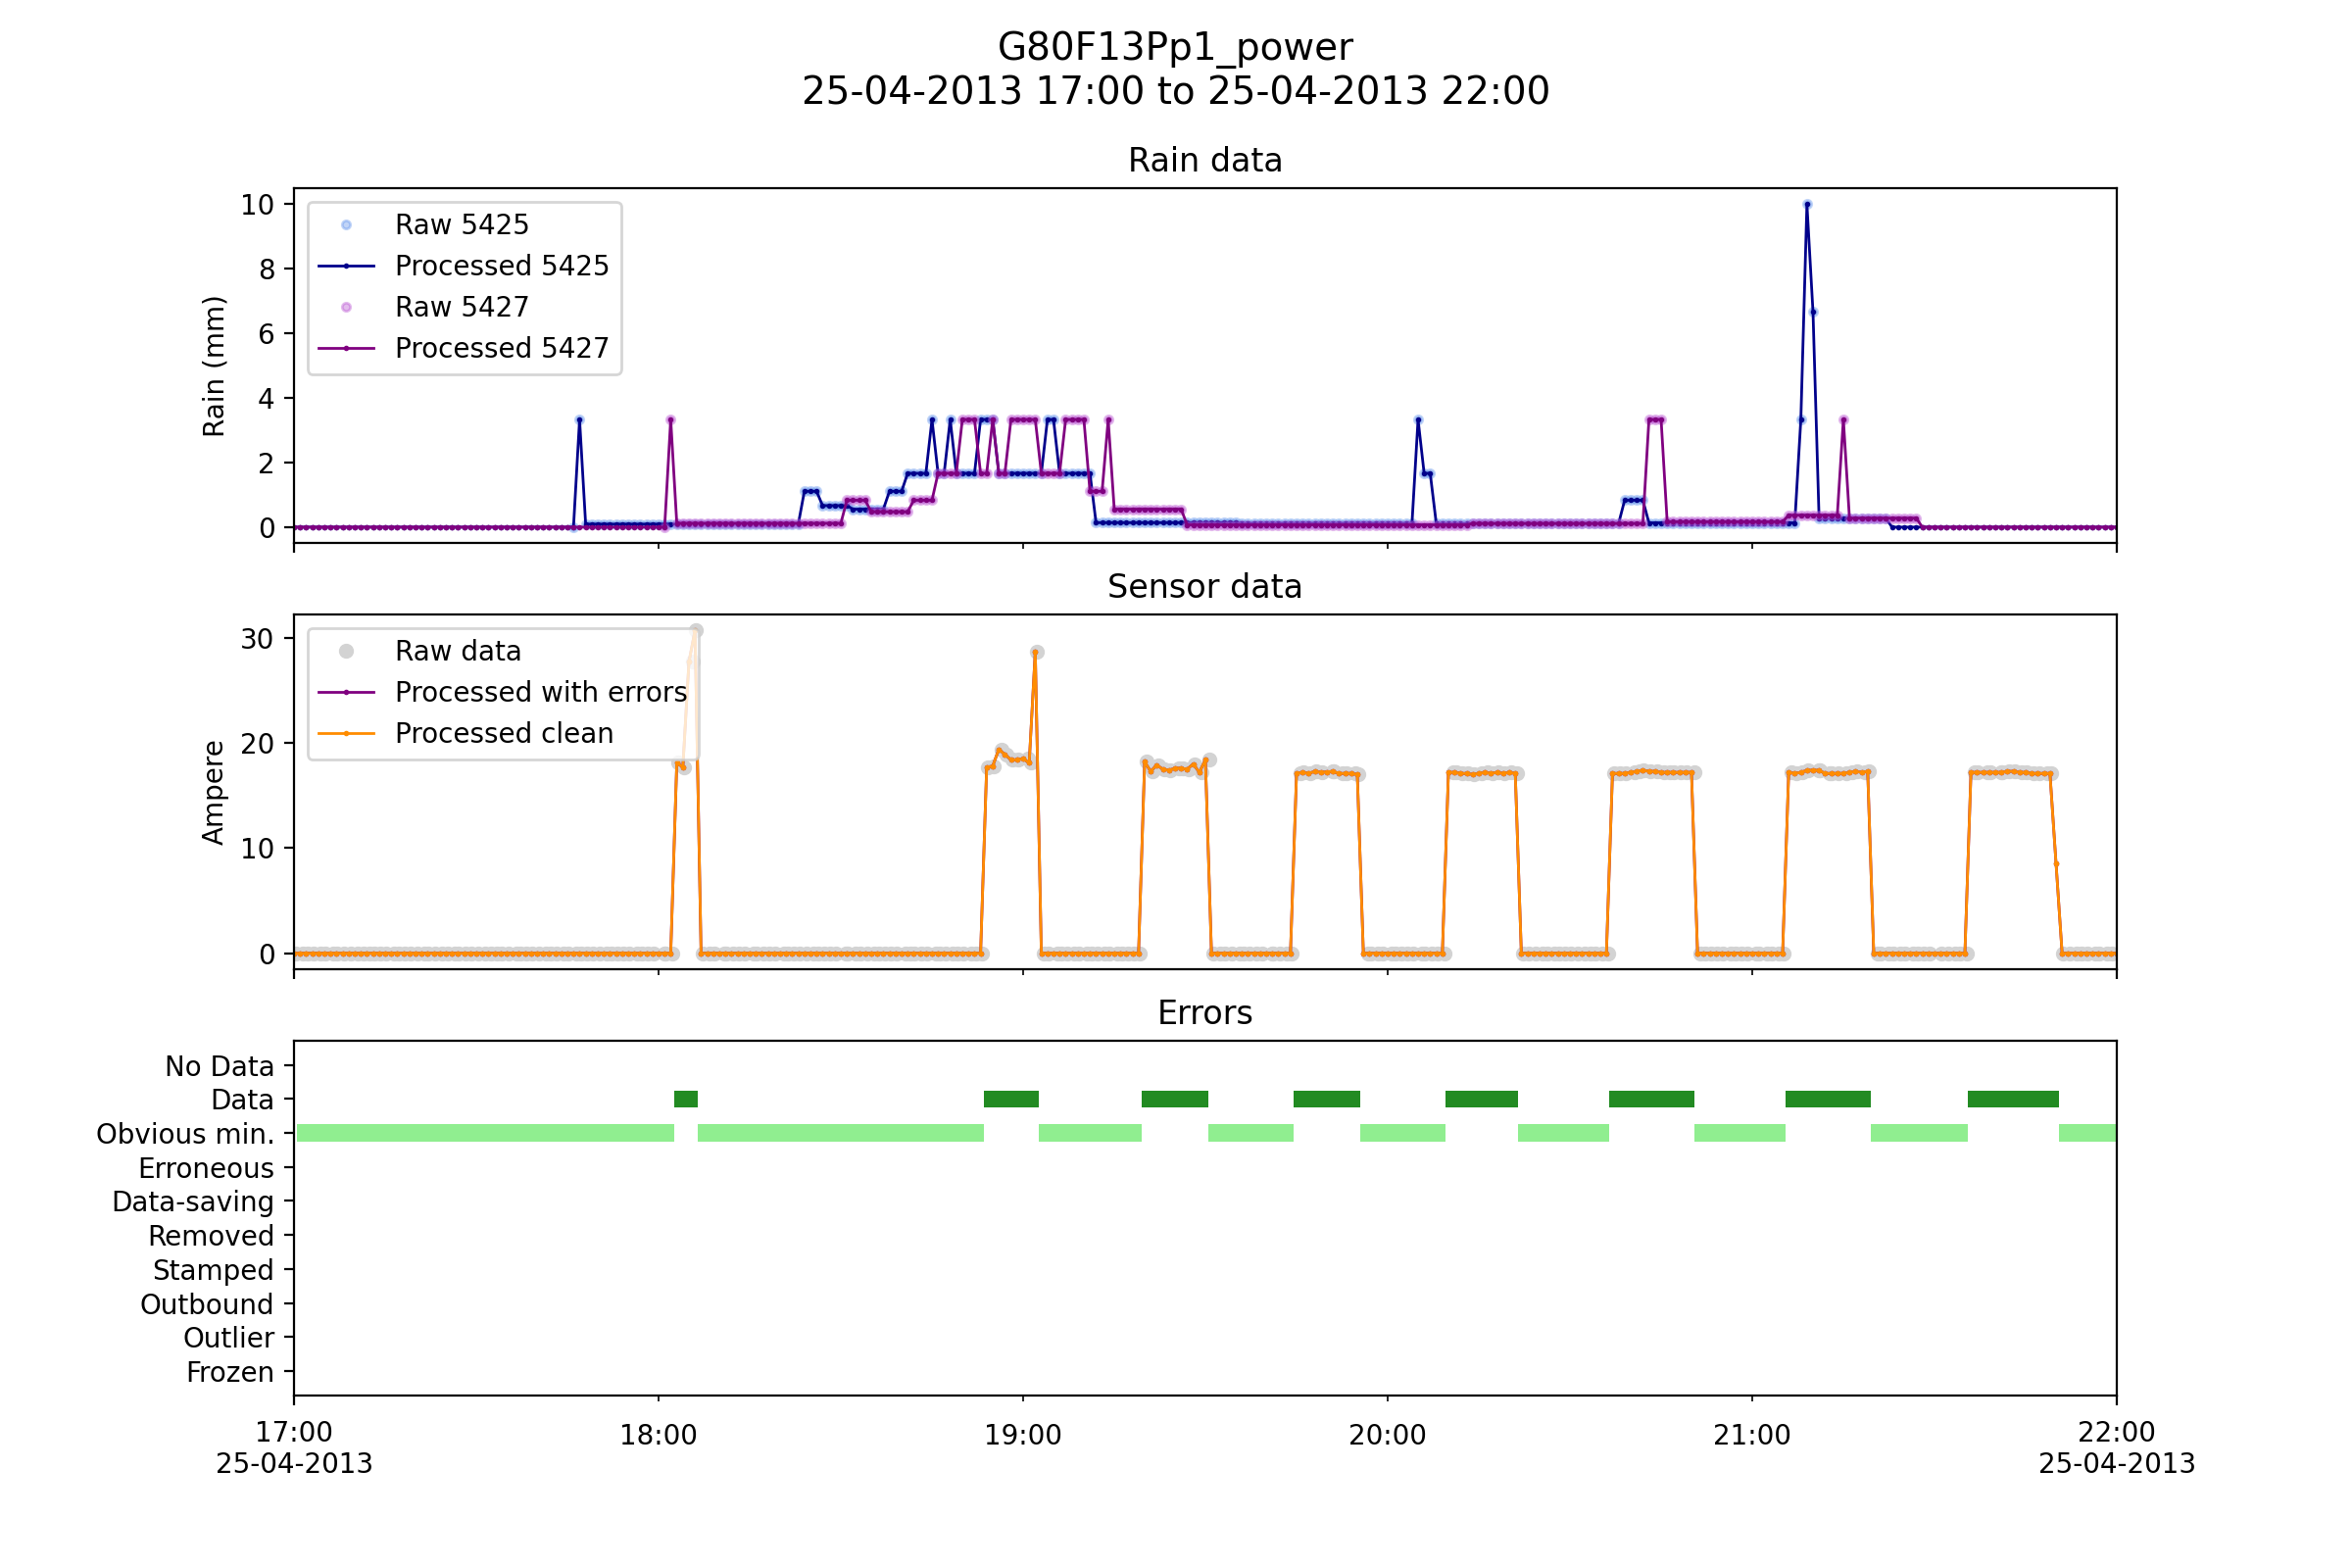 G80F13Pp1_power
25-04-2013 17:00 to 25-04-2013 22:00
Rain data
Rain (mm)
10
8
6
4
2
0
Raw 5425
Processed 5425
Raw 5427
Processed 5427
Sensor data
Ampere
30
20
10
0
Raw data
Processed with errors
Processed clean
Errors
No Data
Data
Obvious min.
Erroneous
Data-saving
Removed
Stamped
Outbound
Outlier
Frozen
17:00
25-04-2013
18:00
19:00
20:00
21:00
22:00
25-04-2013